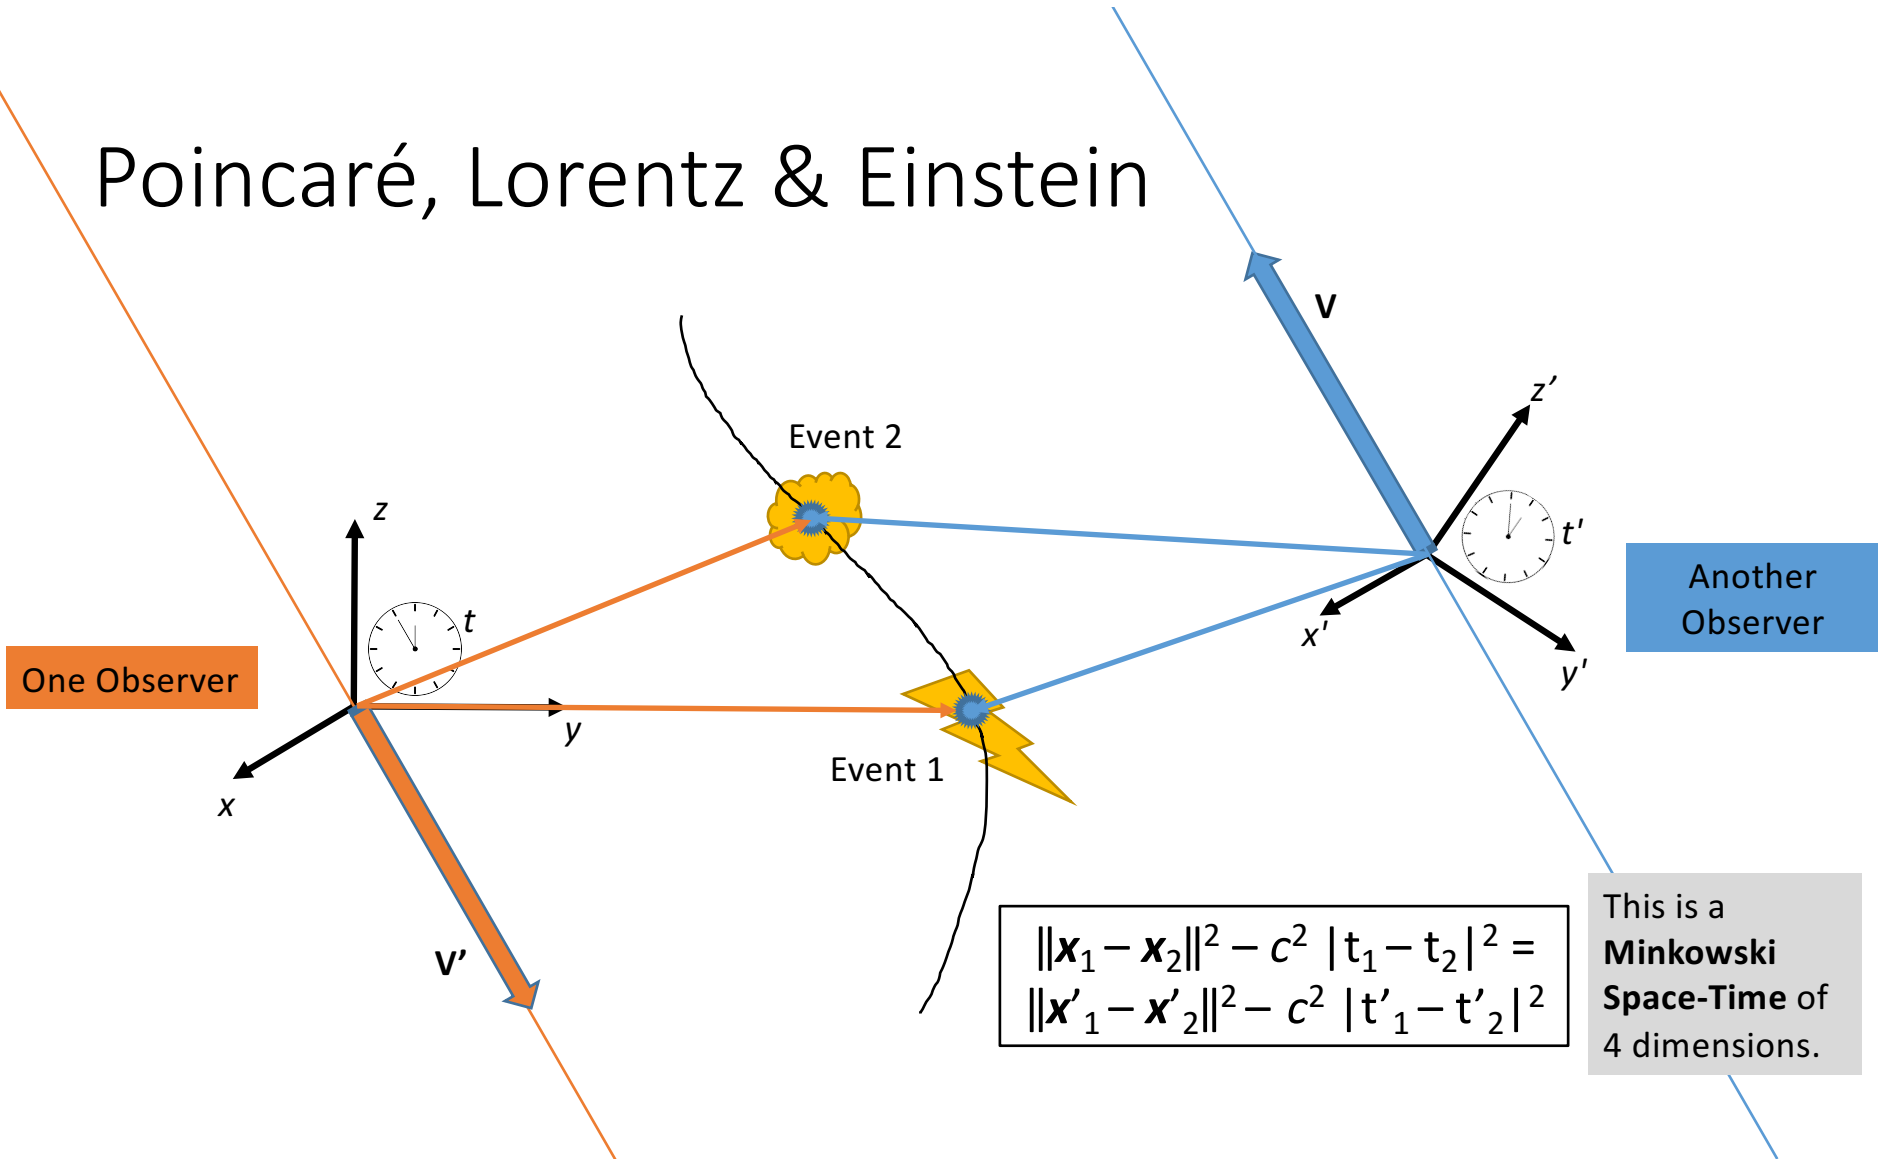 Poincaré, Lorentz & Einstein
V
z’
Event 2
z
t'
Another
Observer
t
x'
y'
One Observer
y
Event 1
x
V’
‖x₁ – x₂‖² – c² |t₁ – t₂|² =
‖x’₁ – x’₂‖² – c² |t’₁ – t’₂|²
This is a
Minkowski
Space-Time of
4 dimensions.